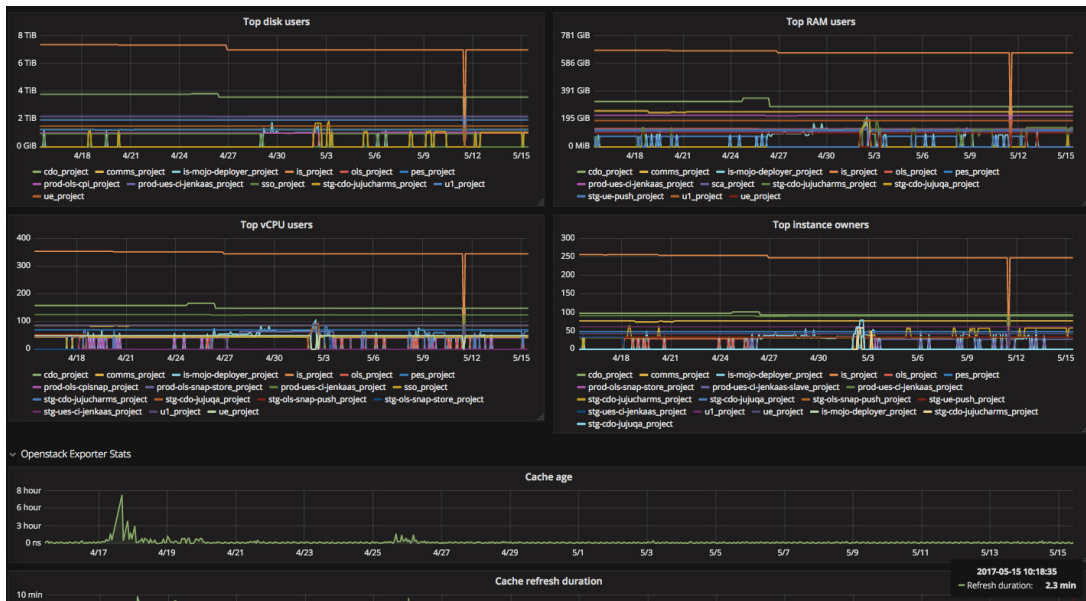 Top disk users
8 TiB
6 TiB
4 TiB
2 TiB
0 GiB
4/18 4/21 4/24 4/27 4/30 5/3 5/6 5/9 5/12 5/15
cdo_project comms_project is-mojo-deployer_project is_project ols_project pes_project
prod-ols-cpi_project prod-ues-ci-jenkaas_project sso_project stg-cdo-jujucharms_project u1_project
ue_project
Top RAM users
781 GiB
586 GiB
391 GiB
195 GiB
0 MiB
4/18 4/21 4/24 4/27 4/30 5/3 5/6 5/9 5/12 5/15
cdo_project comms_project is-mojo-deployer_project is_project ols_project pes_project
prod-ues-ci-jenkaas_project sca_project stg-cdo-jujucharms_project stg-cdo-jujuqa_project
stg-ue-push_project u1_project ue_project
Top vCPU users
400
300
200
100
0
4/18 4/21 4/24 4/27 4/30 5/3 5/6 5/9 5/12 5/15
cdo_project comms_project is-mojo-deployer_project is_project ols_project pes_project
prod-ols-cpisnap_project prod-ols-snap-store_project prod-ues-ci-jenkaas_project sso_project
stg-cdo-jujucharms_project stg-cdo-jujuqa_project stg-ols-snap-push_project stg-ols-snap-store_project
stg-ues-ci-jenkaas_project u1_project ue_project
Top instance owners
300
250
200
150
100
50
0
4/18 4/21 4/24 4/27 4/30 5/3 5/6 5/9 5/12 5/15
cdo_project comms_project is-mojo-deployer_project is_project ols_project pes_project
prod-ols-snap-store_project prod-ues-ci-jenkaas-slave_project prod-ues-ci-jenkaas_project
stg-cdo-jujucharms_project stg-cdo-jujuqa_project stg-ols-snap-push_project stg-ue-push_project
stg-ues-ci-jenkaas_project u1_project ue_project is-mojo-deployer_project stg-cdo-jujucharms_project
stg-cdo-jujuqa_project
Openstack Exporter Stats
Cache age
8 hour
6 hour
3 hour
0 ns
4/17 4/19 4/21 4/23 4/25 4/27 4/29 5/1 5/3 5/5 5/7 5/9 5/11 5/13 5/15
Cache refresh duration
10 min
2017-05-15 10:18:35
Refresh duration: 2.3 min